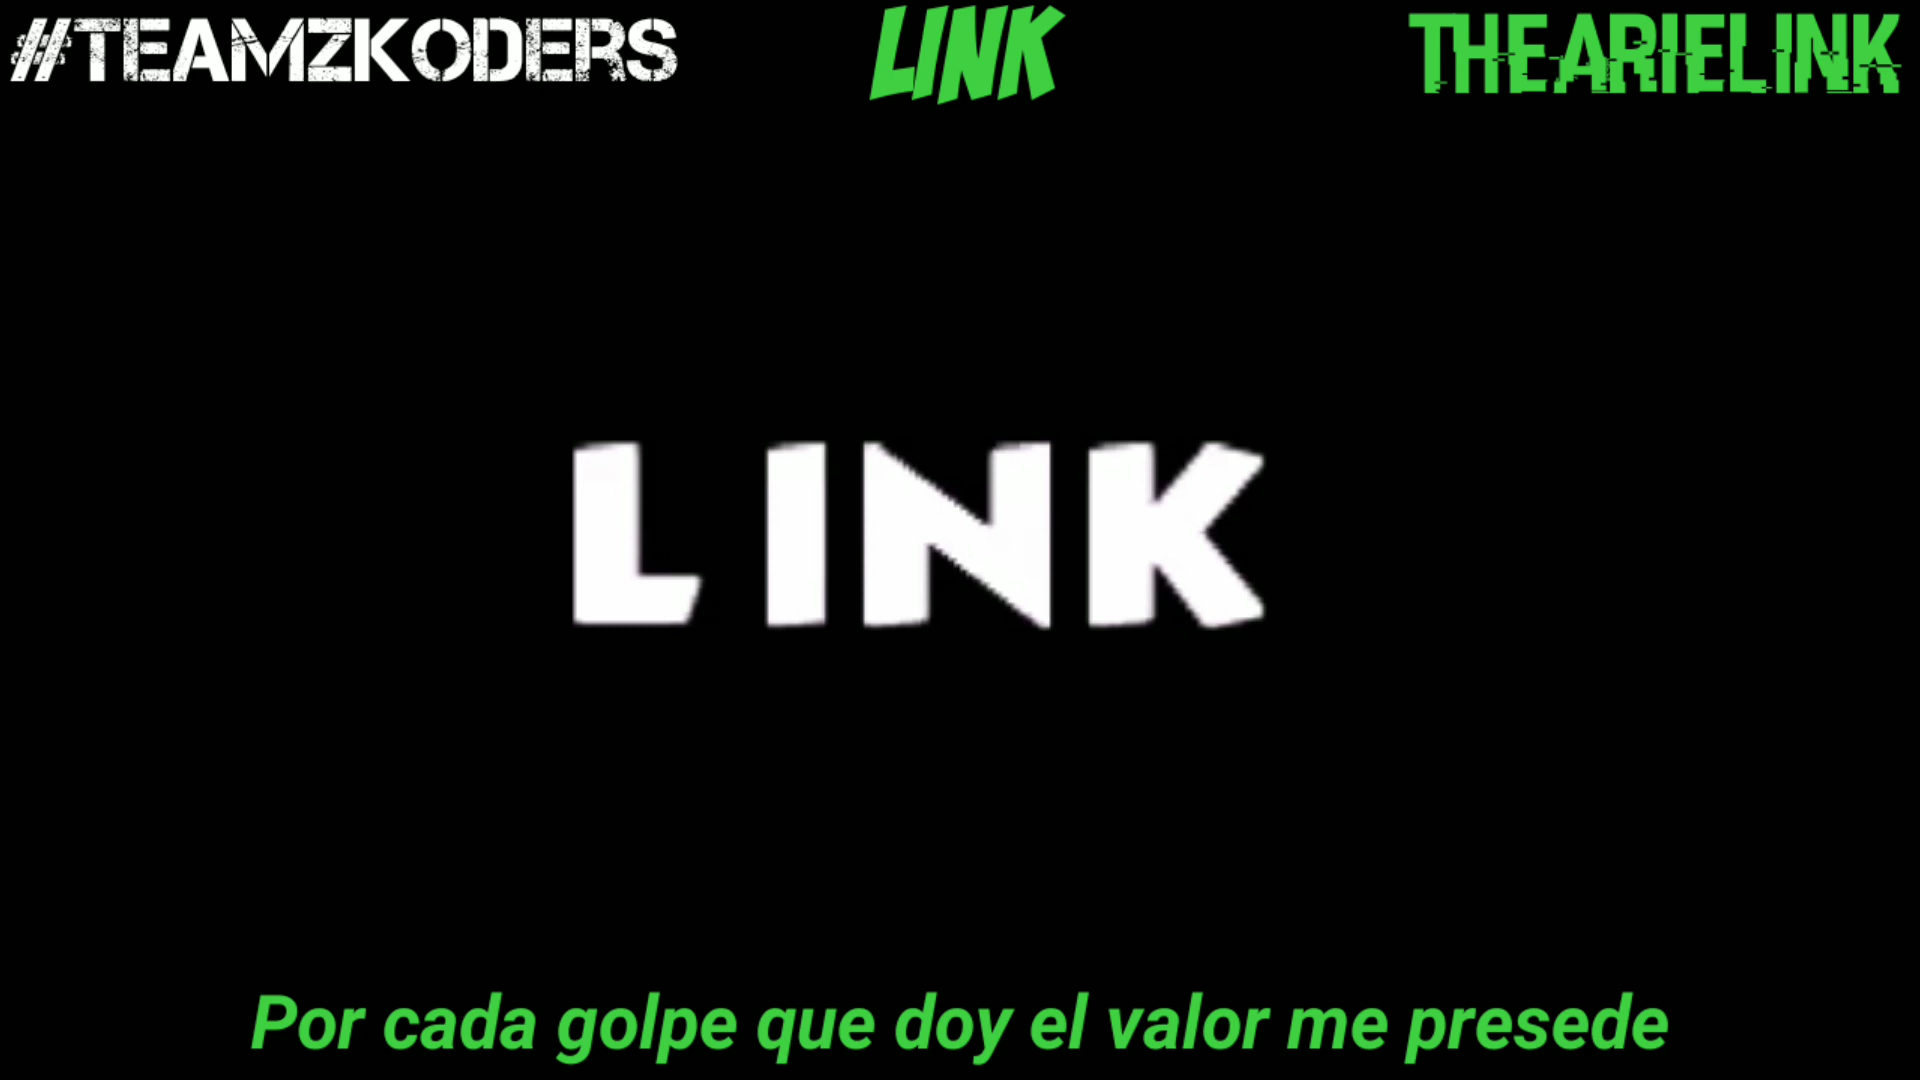 #TEAMZKODERS
LINK
THEARIELINK
LINK
Por cada golpe que doy el valor me presede